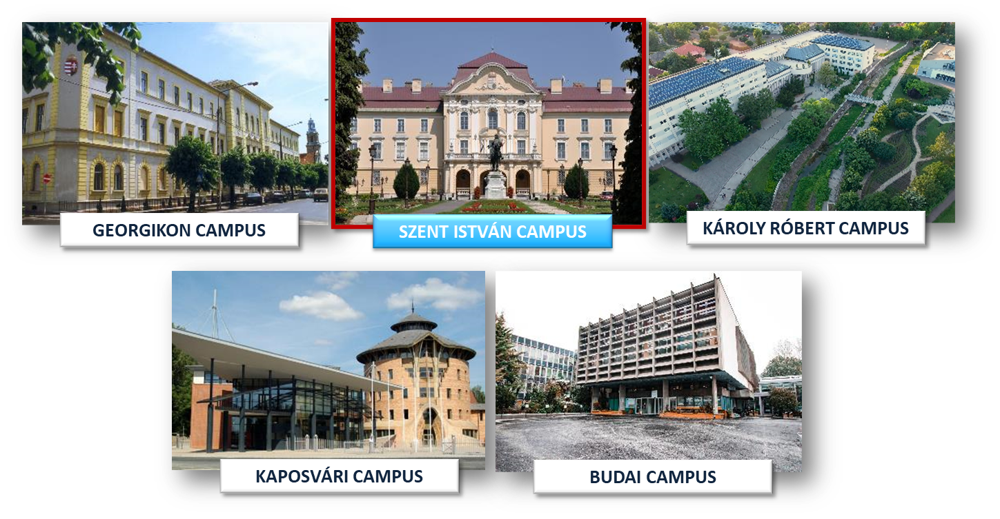 GEORGIKON CAMPUS
SZENT ISTVÁN CAMPUS
KÁROLY RÓBERT CAMPUS
KAPOSVÁRI CAMPUS
BUDAI CAMPUS